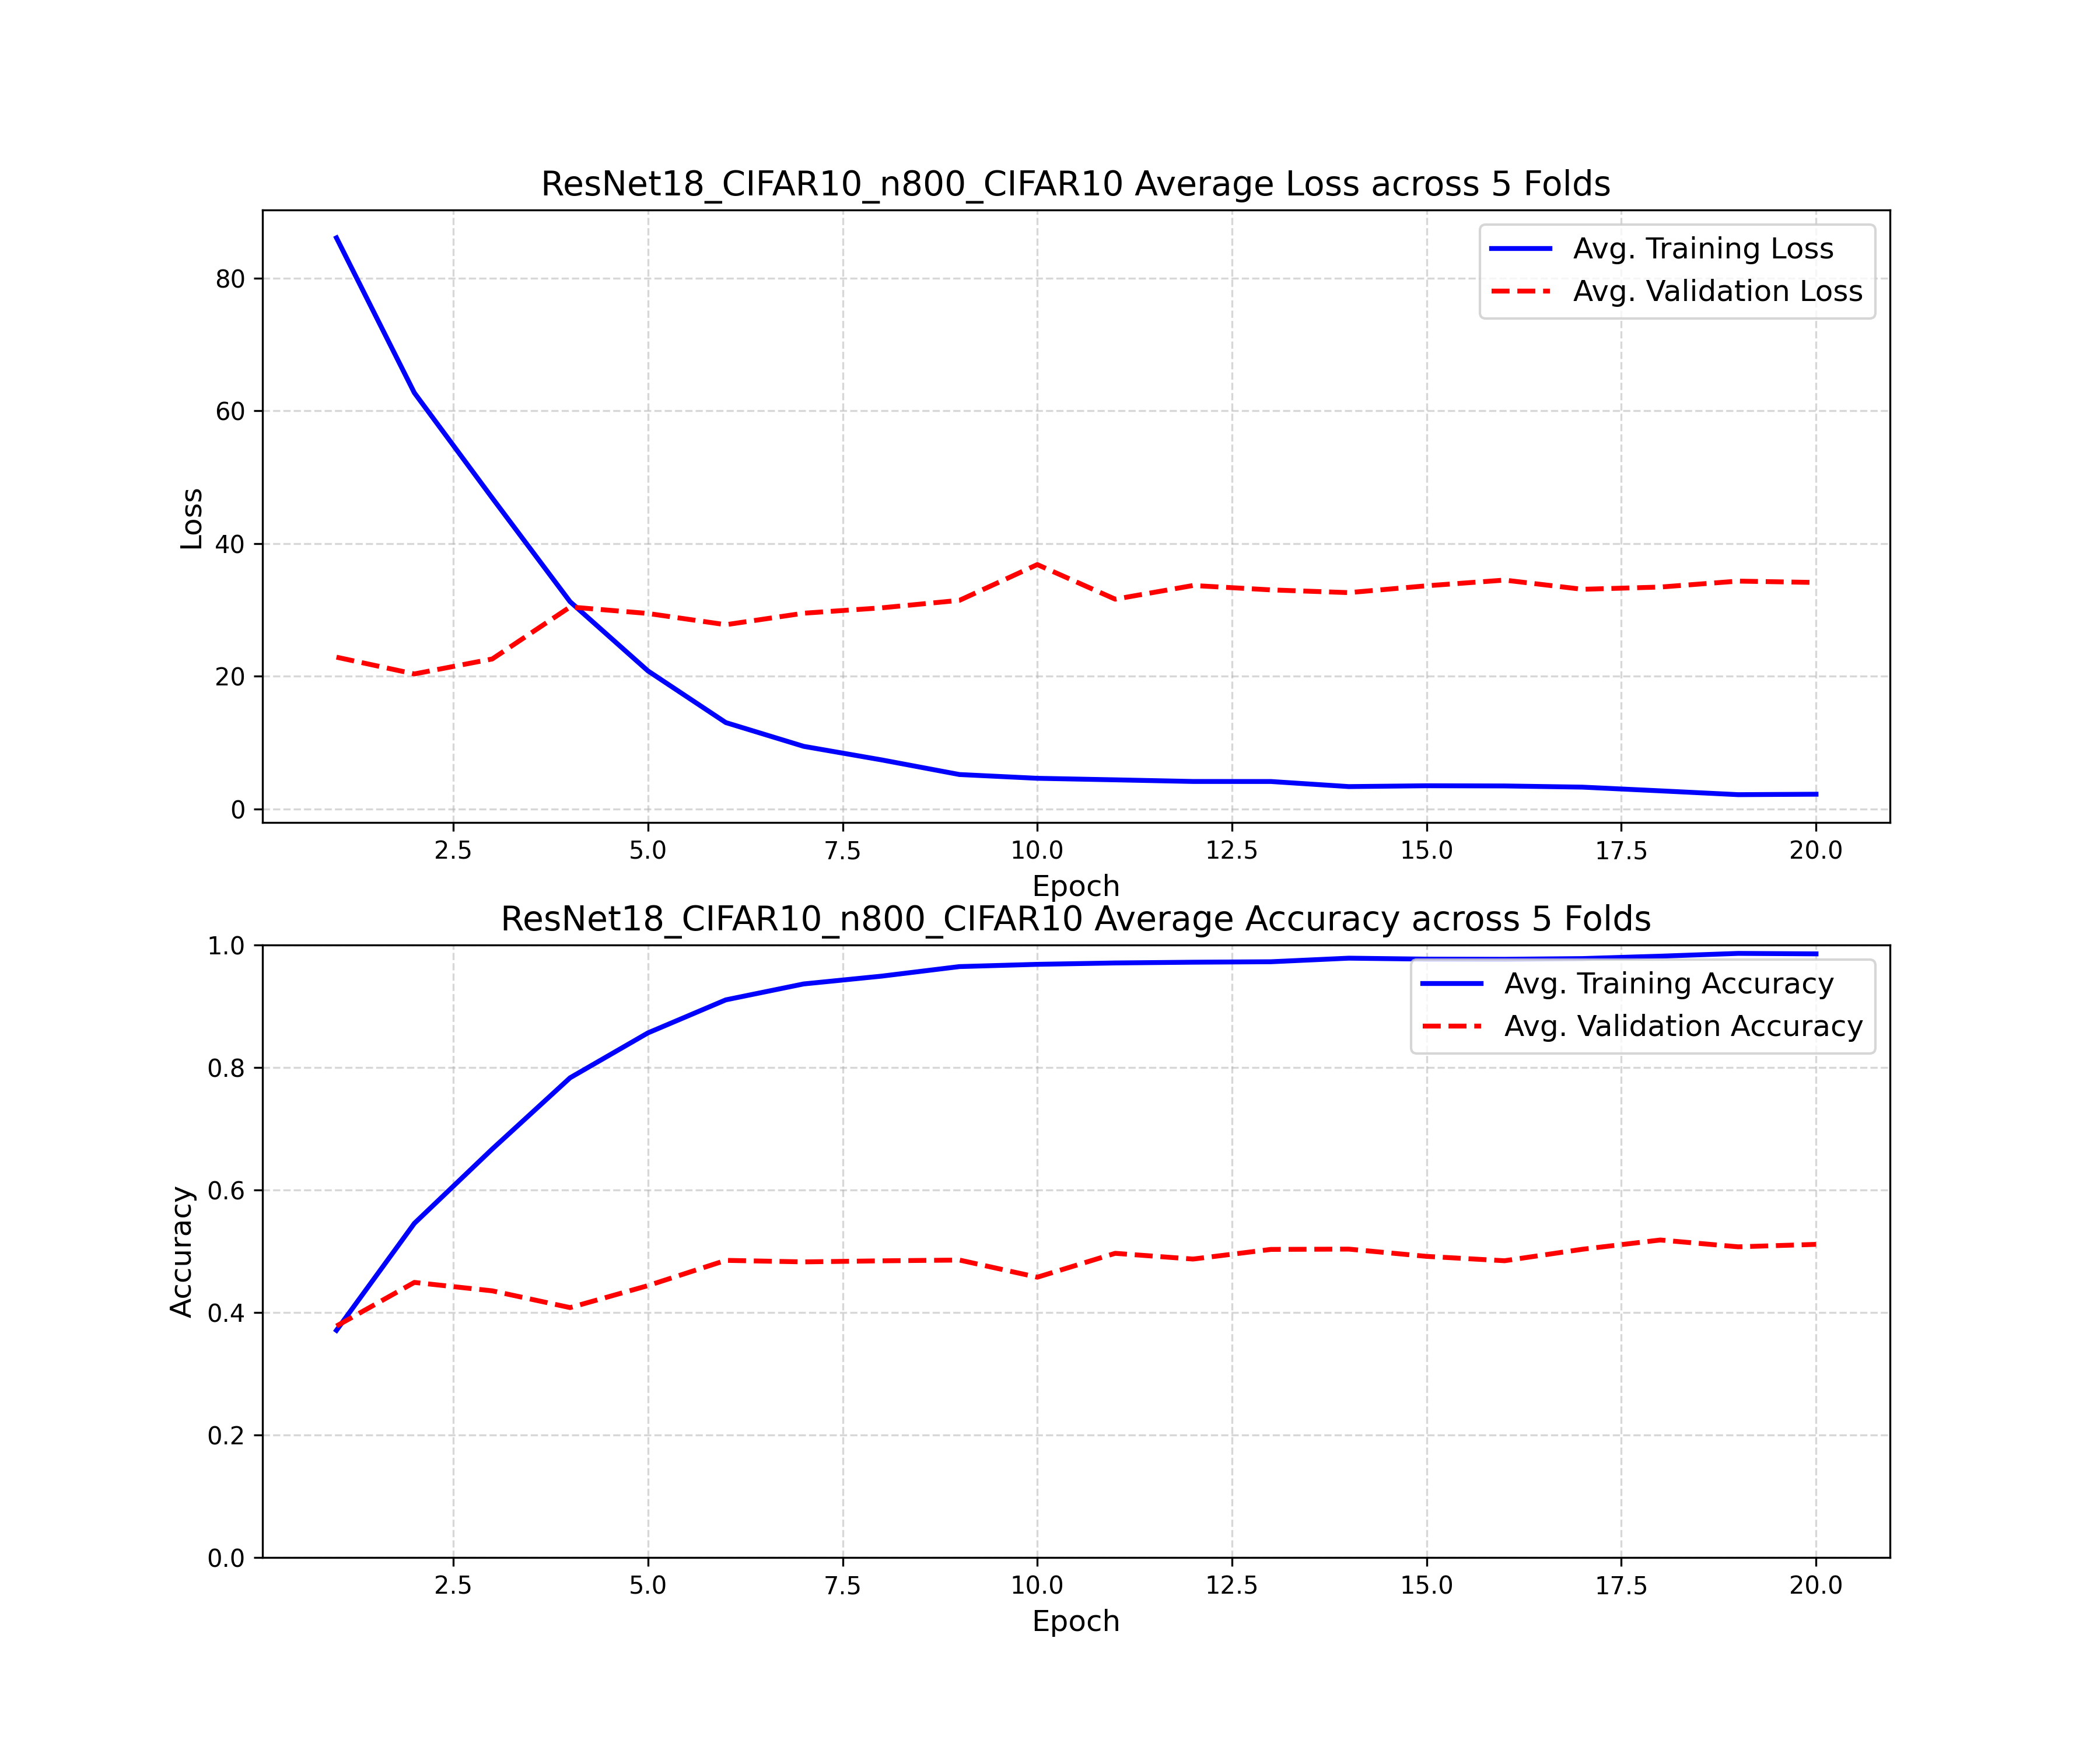 ResNet18_CIFAR10_n800_CIFAR10 Average Loss across 5 Folds
Avg. Training Loss
Avg. Validation Loss
80
60
40
20
0
Loss
2.5 5.0 7.5 10.0 12.5 15.0 17.5 20.0
Epoch
ResNet18_CIFAR10_n800_CIFAR10 Average Accuracy across 5 Folds
Avg. Training Accuracy
Avg. Validation Accuracy
1.0
0.8
0.6
0.4
0.2
0.0
Accuracy
2.5 5.0 7.5 10.0 12.5 15.0 17.5 20.0
Epoch